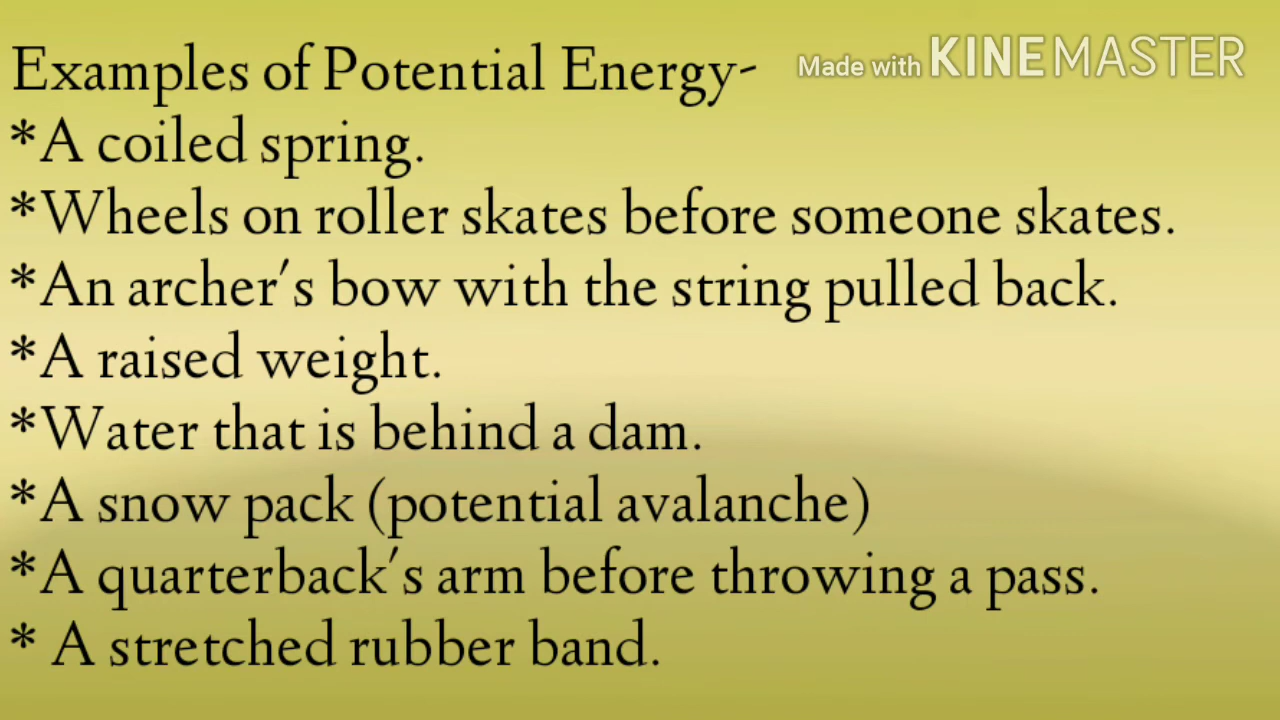 Examples of Potential Energy-
Made with KINEMASTER
*A coiled spring.
*Wheels on roller skates before someone skates.
*An archer's bow with the string pulled back.
*A raised weight.
*Water that is behind a dam.
*A snow pack (potential avalanche)
*A quarterback's arm before throwing a pass.
* A stretched rubber band.